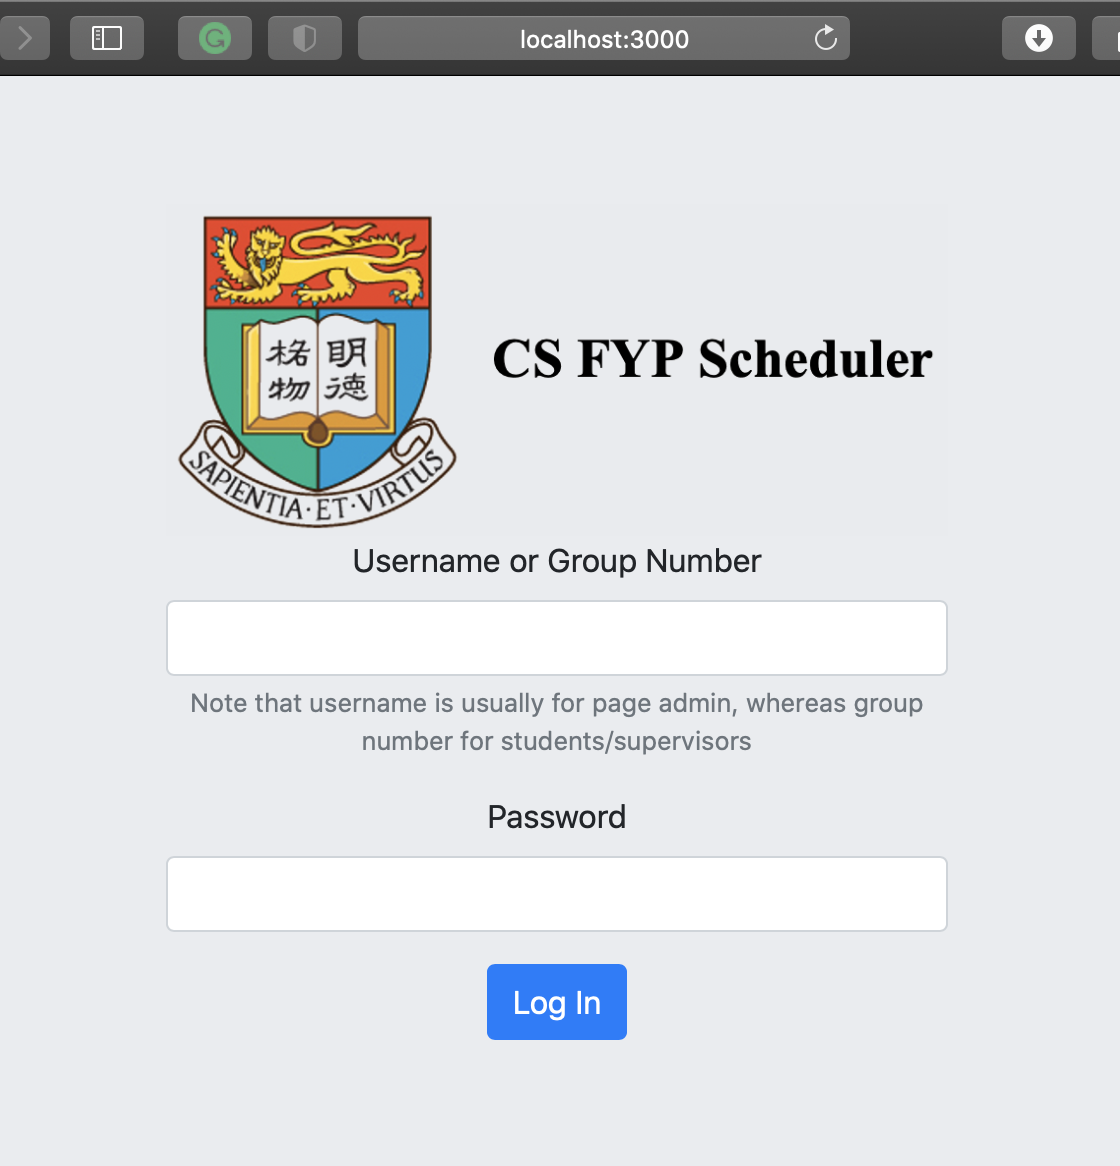 localhost:3000
明德
格物
CS FYP Scheduler
SAPIENTIA·ET·VIRTUS
Username or Group Number
Note that username is usually for page admin, whereas group
number for students/supervisors
Password
Log In